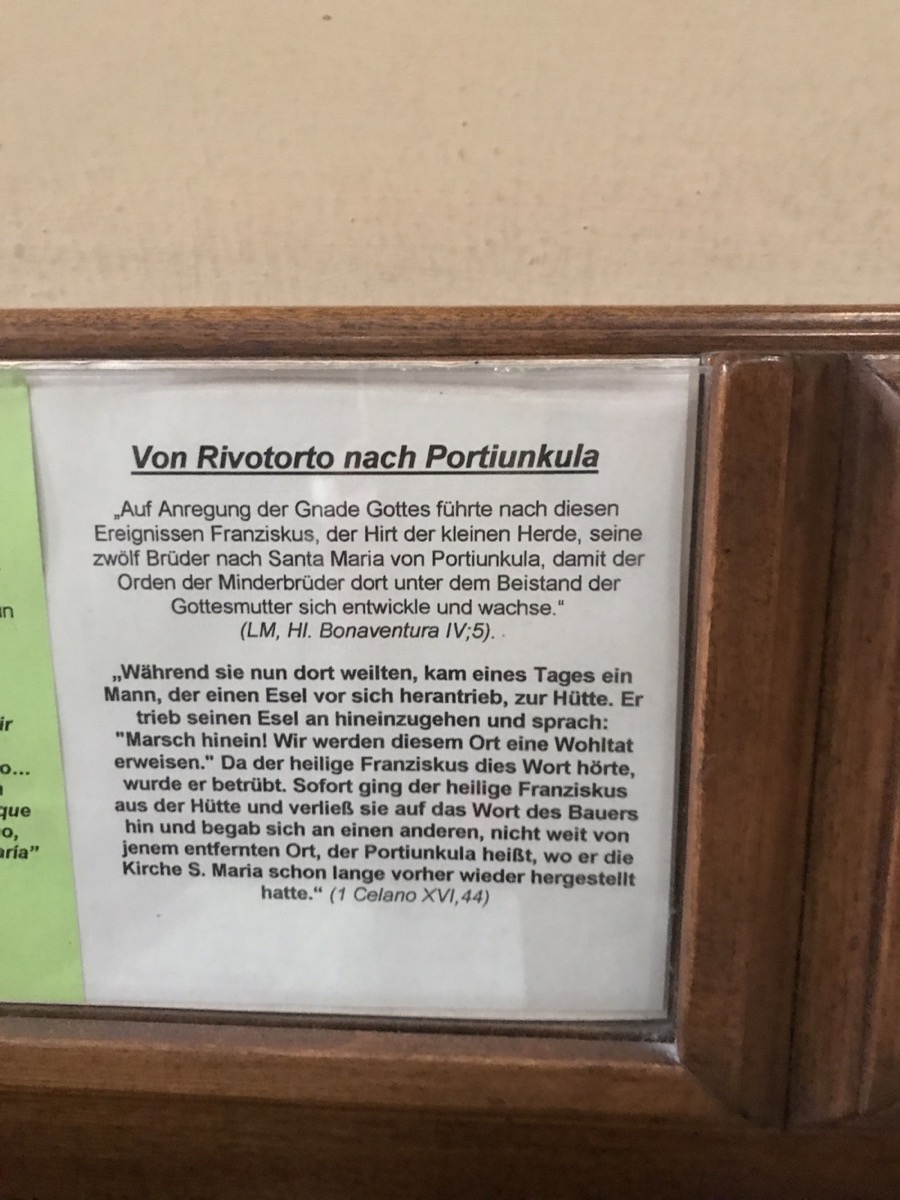 Von Rivotorto nach Portiunkula
„Auf Anregung der Gnade Gottes führte nach diesen
Ereignissen Franziskus, der Hirt der kleinen Herde, seine
zwölf Brüder nach Santa Maria von Portiunkula, damit der
Orden der Minderbrüder dort unter dem Beistand der
Gottesmutter sich entwickle und wachse.“
(LM, Hl. Bonaventura IV;5). .
„Während sie nun dort weilten, kam eines Tages ein
Mann, der einen Esel vor sich herantrieb, zur Hütte. Er
trieb seinen Esel an hineinzugehen und sprach:
"Marsch hinein! Wir werden diesem Ort eine Wohltat
erweisen." Da der heilige Franziskus dies Wort hörte,
wurde er betrübt. Sofort ging der heilige Franziskus
aus der Hütte und verließ sie auf das Wort des Bauers
hin und begab sich an einen anderen, nicht weit von
jenem entfernten Ort, der Portiunkula heißt, wo er die
Kirche S. Maria schon lange vorher wieder hergestellt
hatte.“ (1 Celano XVI,44)
o...
que
o,
aría”